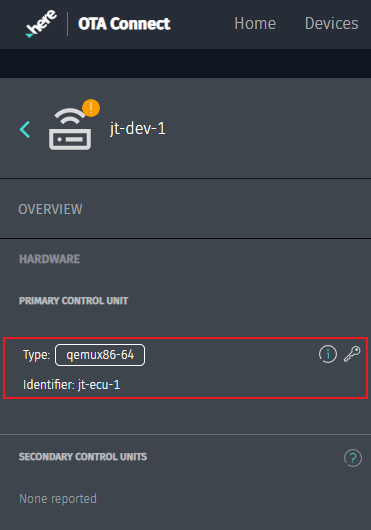 here OTA Connect Home Devices
!
jt-dev-1
OVERVIEW
HARDWARE
PRIMARY CONTROL UNIT
Type: qemux86-64 i
Identifier: jt-ecu-1
SECONDARY CONTROL UNITS ?
None reported